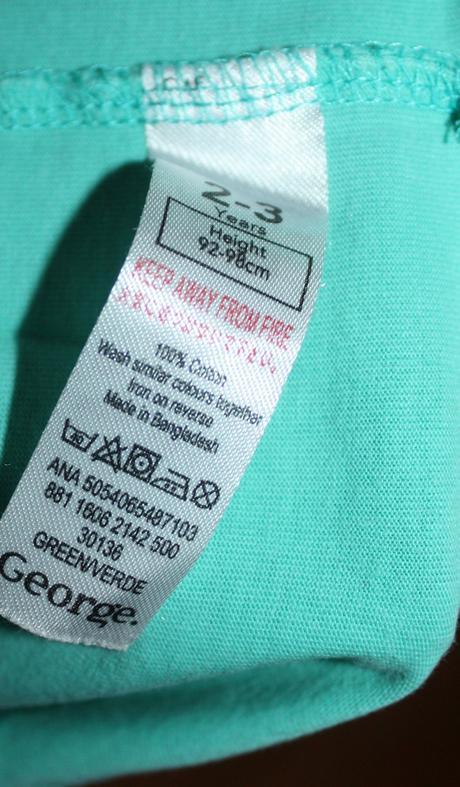 2-3
Years
Height
92-98cm
KEEP AWAY FROM FIRE
100% Cotton
Wash similar colours together
Iron on reverse
Made in Bangladesh
40
ANA 5054065487103
881 1606 2142 500
30136
GREEN/VERDE
George.